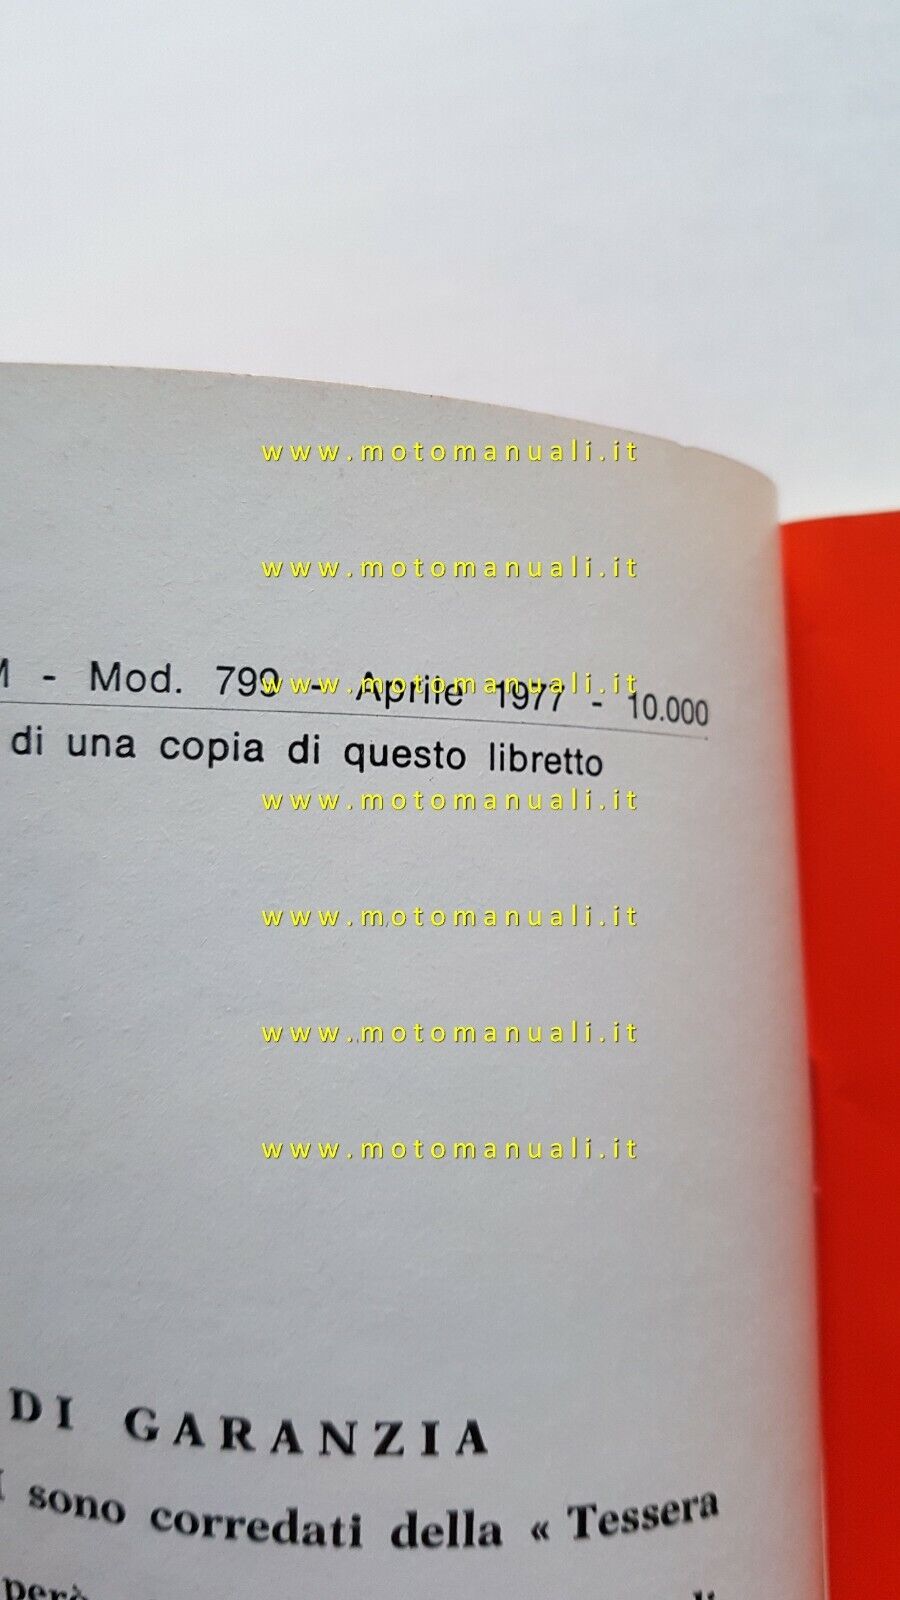 www.motomanuali.it
www.motomanuali.it
M - Mod. 799 - Aprile 1977 - 10.000
www.motomanuali.it
di una copia di questo libretto
www.motomanuali.it
www.motomanuali.it
www.motomanuali.it
www.motomanuali.it
DI GARANZIA
sono corredati della « Tessera
però